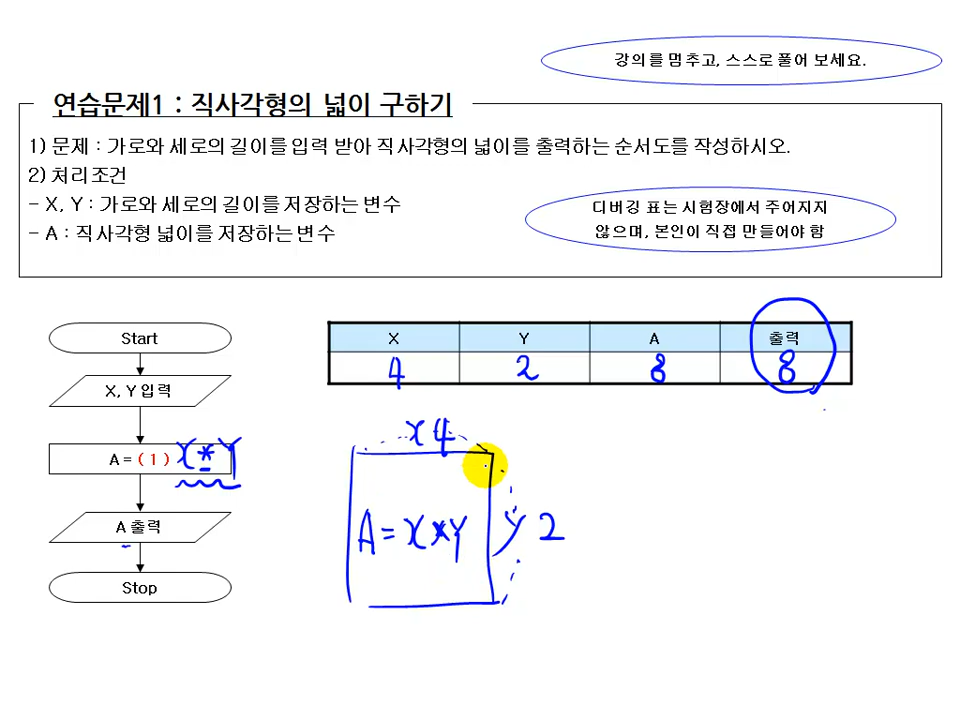 강의를 멈추고, 스스로 풀어 보세요.
연습문제1 : 직사각형의 넓이 구하기
1) 문제 : 가로와 세로의 길이를 입력 받아 직사각형의 넓이를 출력하는 순서도를 작성하시오.
2) 처리조건
- X, Y : 가로와 세로의 길이를 저장하는 변수
- A : 직사각형 넓이를 저장하는 변수
디버깅 표는 시험장에서 주어지지
않으며, 본인이 직접 만들어야 함
Start
X, Y 입력
A = ( 1 ) X*Y
A 출력
Stop
X Y A 출력
4 2 8 8
X 4
A = X*Y
Y 2